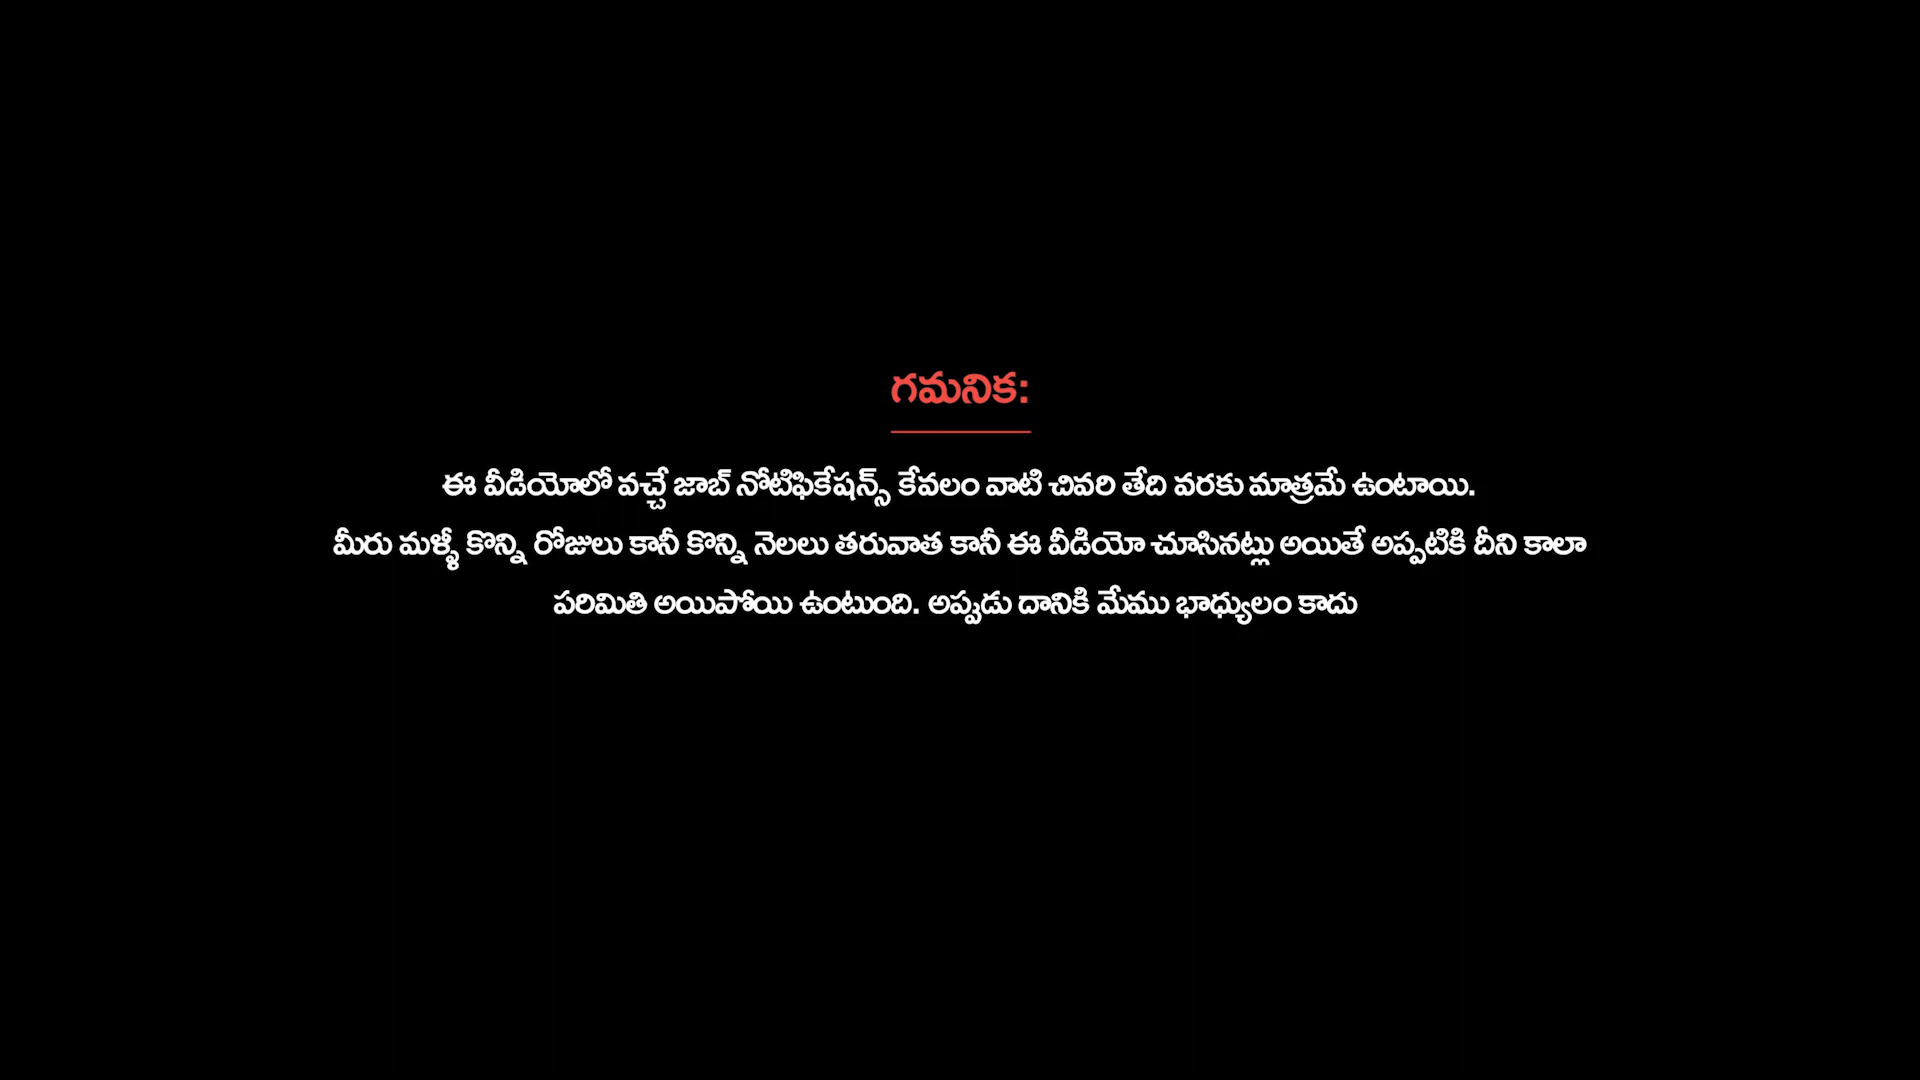 గమనిక:
ఈ వీడియోలో వచ్చే జాబ్ నోటిఫికేషన్స్ కేవలం వాటి చివరి తేది వరకు మాత్రమే ఉంటాయి.
మీరు మళ్ళీ కొన్ని రోజులు కానీ కొన్ని నెలలు తరువాత కానీ ఈ వీడియో చూసినట్లు అయితే అప్పటికి దీని కాలా
పరిమితి అయిపోయి ఉంటుంది. అప్పుడు దానికి మేము భాధ్యులం కాదు